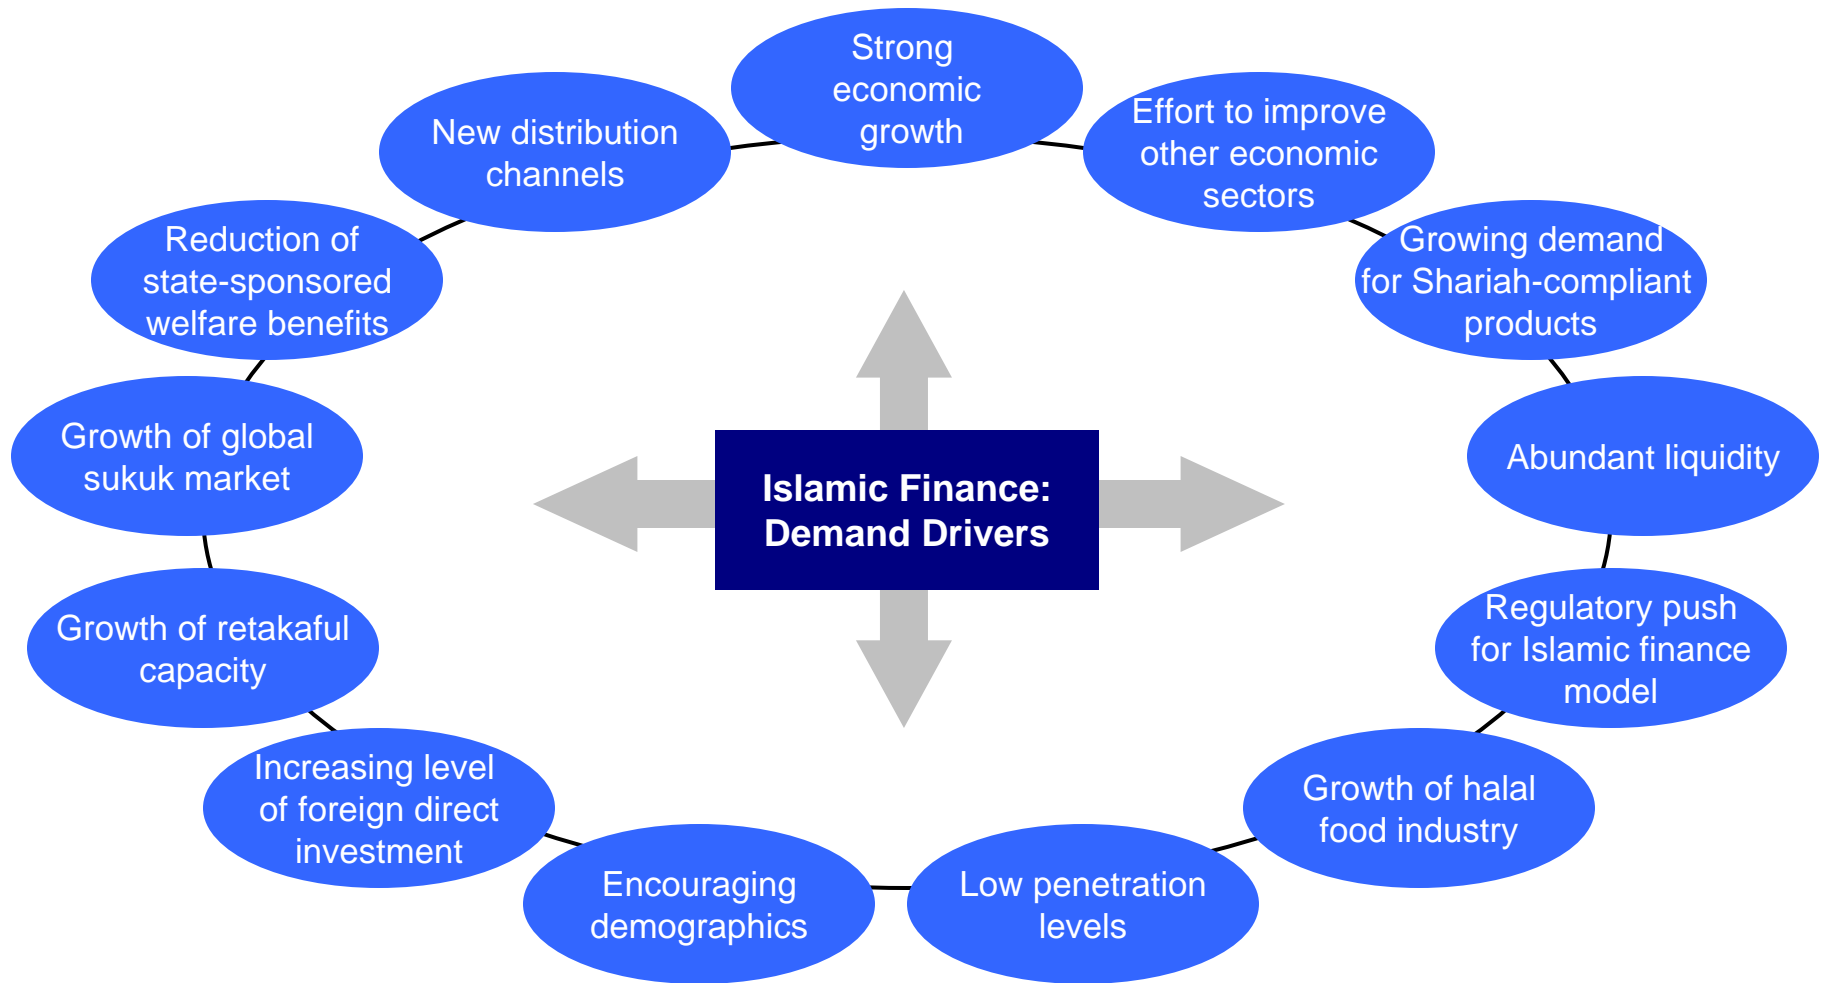 Strong
economic
growth
Effort to improve
other economic
sectors
Growing demand
for Shariah-compliant
products
Abundant liquidity
Regulatory push
for Islamic finance
model
Growth of halal
food industry
Low penetration
levels
Encouraging
demographics
Increasing level
of foreign direct
investment
Growth of retakaful
capacity
Growth of global
sukuk market
Reduction of
state-sponsored
welfare benefits
New distribution
channels
Islamic Finance:
Demand Drivers